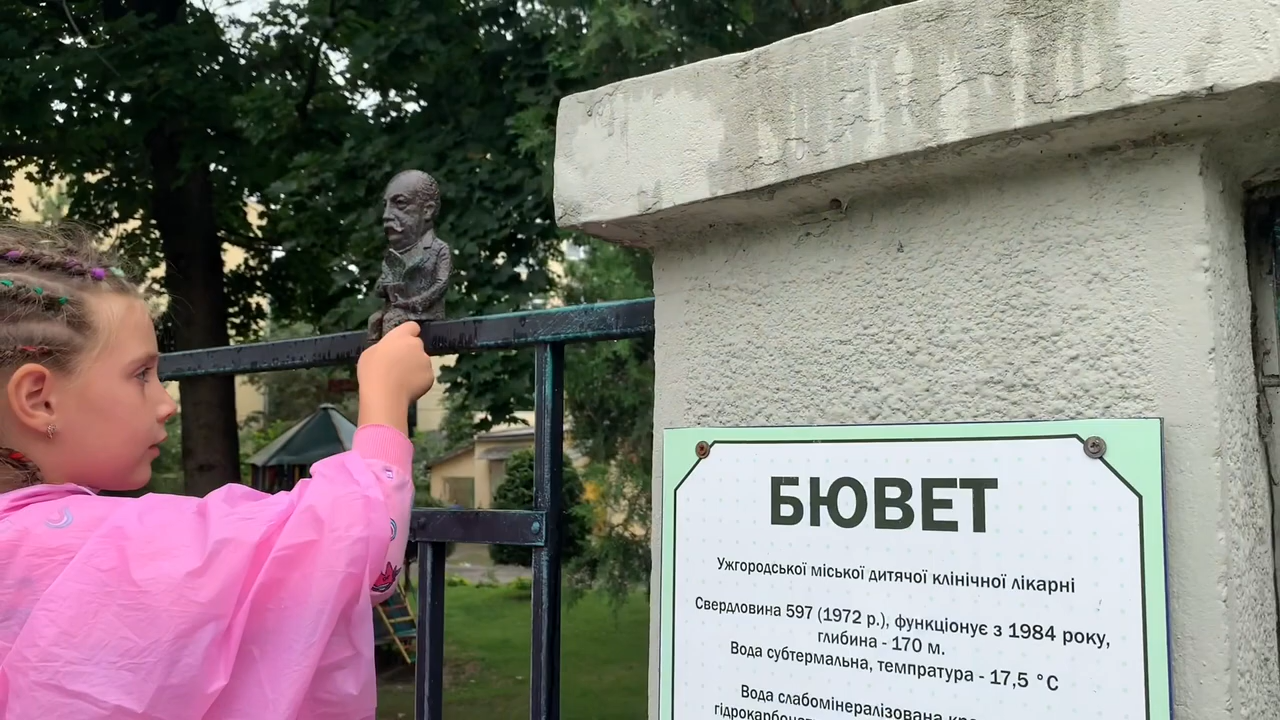 БЮВЕТ
Ужгородської міської дитячої клінічної лікарні
Свердловина 597 (1972 р.), функціонує з 1984 року,
глибина - 170 м.
Вода субтермальна, темпратура - 17,5 °С
Вода слабомінералізована